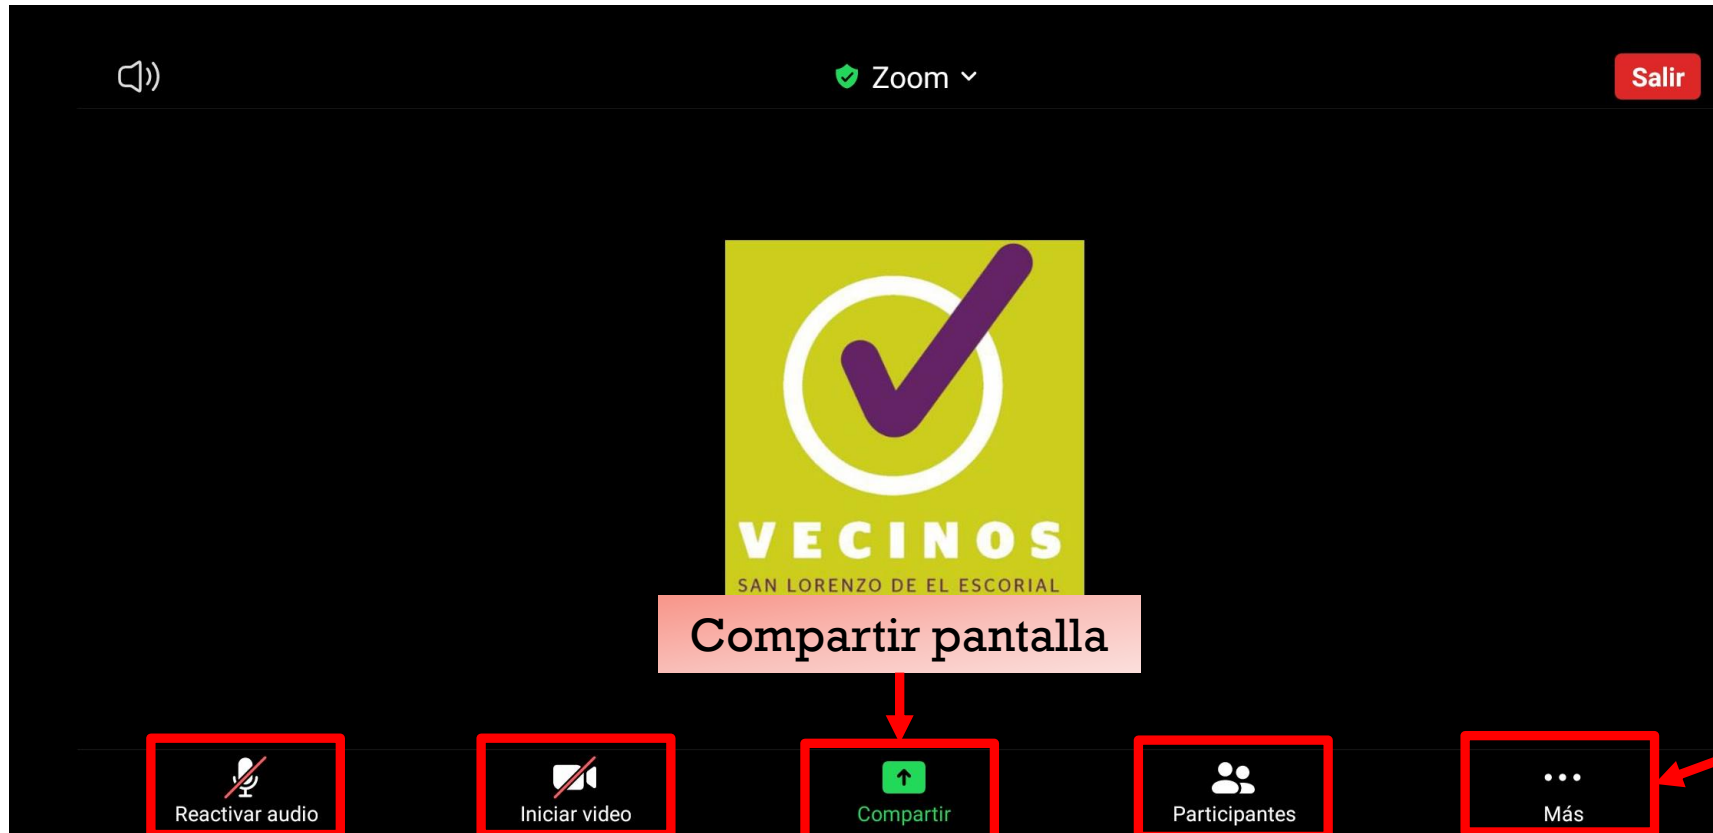 Zoom
Salir
VECINOS
SAN LORENZO DE EL ESCORIAL
Compartir pantalla
Reactivar audio
Iniciar video
Compartir
Participantes
Más